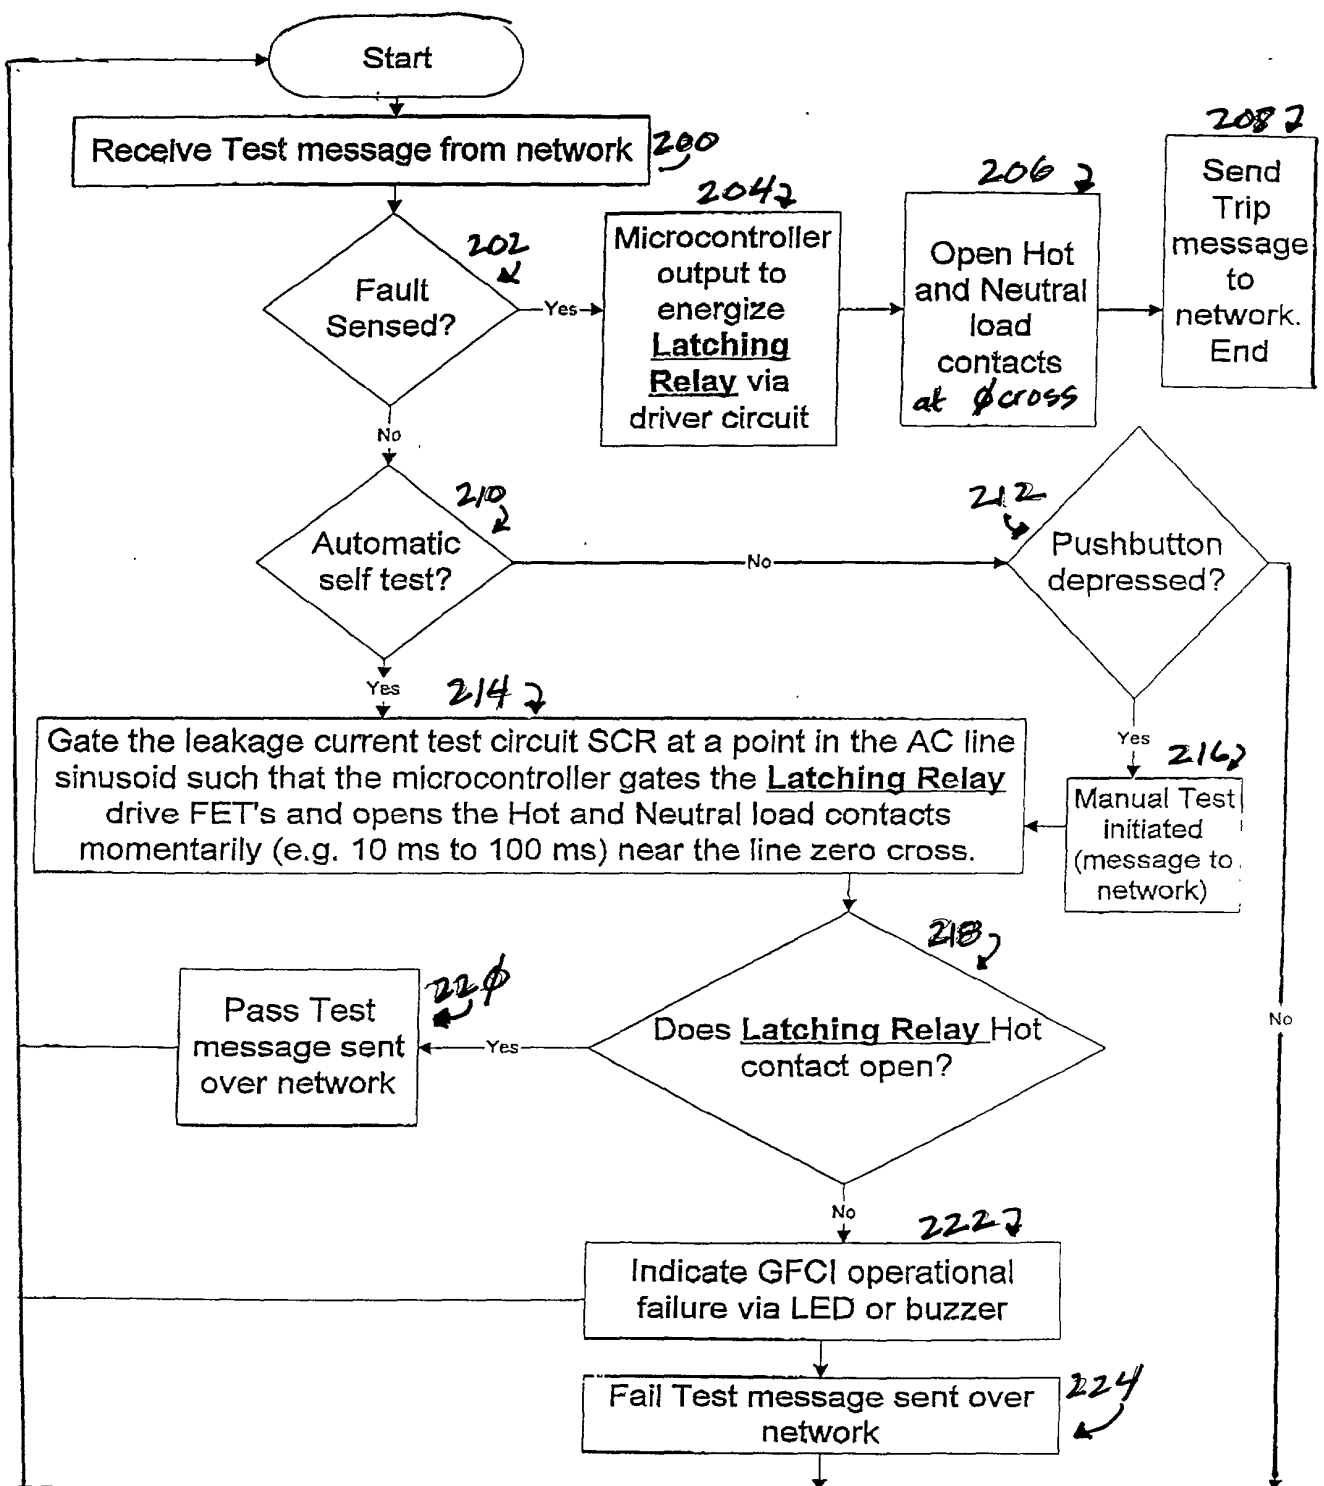 Start
Receive Test message from network
200
202
Fault
Sensed?
Yes
204
Microcontroller
output to
energize
Latching
Relay via
driver circuit
206
Open Hot
and Neutral
load
contacts
at øcross
208
Send
Trip
message
to
network.
End
No
210
Automatic
self test?
No
212
Pushbutton
depressed?
Yes
214
Yes
216
Gate the leakage current test circuit SCR at a point in the AC line
sinusoid such that the microcontroller gates the Latching Relay
drive FET's and opens the Hot and Neutral load contacts
momentarily (e.g. 10 ms to 100 ms) near the line zero cross.
Manual Test
initiated
(message to
network)
218
Does Latching Relay Hot
contact open?
Yes
22ø
Pass Test
message sent
over network
No
No
222
Indicate GFCI operational
failure via LED or buzzer
224
Fail Test message sent over
network